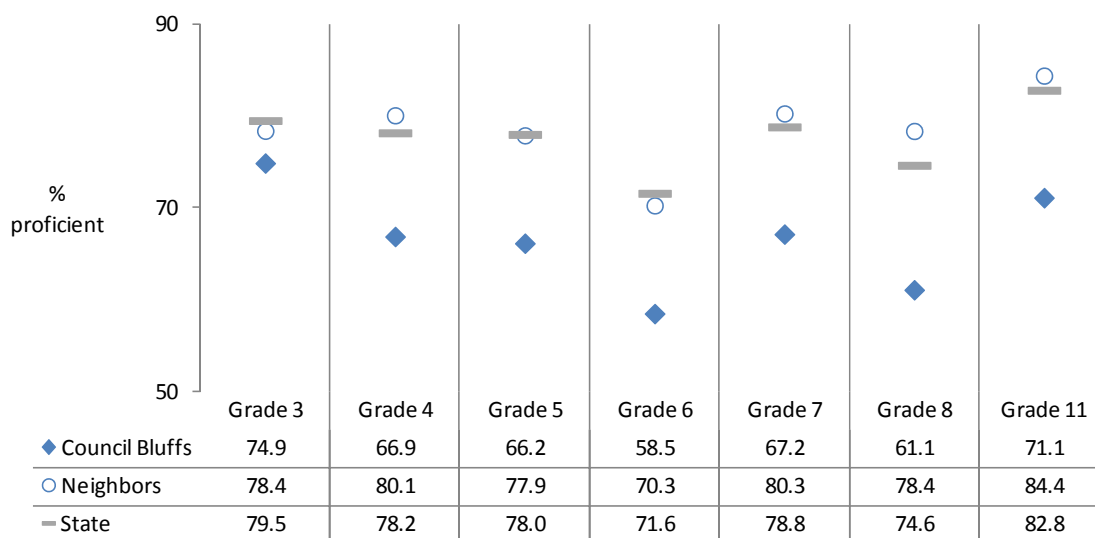 90
70
50
%
proficient
Grade 3 Grade 4 Grade 5 Grade 6 Grade 7 Grade 8 Grade 11
Council Bluffs 74.9 66.9 66.2 58.5 67.2 61.1 71.1
Neighbors 78.4 80.1 77.9 70.3 80.3 78.4 84.4
State 79.5 78.2 78.0 71.6 78.8 74.6 82.8